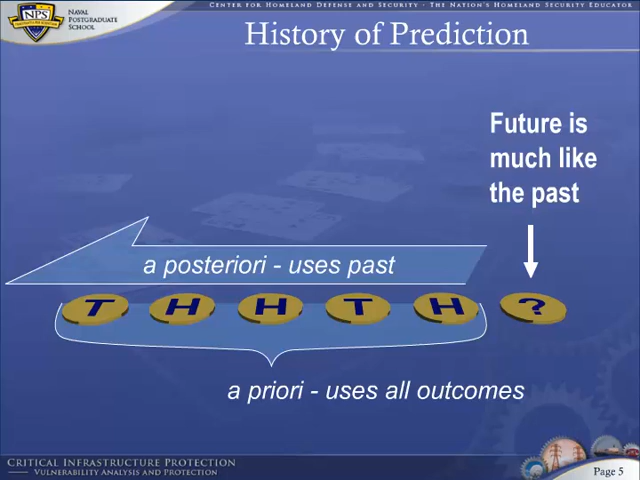 CENTER FOR HOMELAND DEFENSE AND SECURITY • THE NATION'S HOMELAND SECURITY EDUCATOR
NPS
NAVAL
POSTGRADUATE
SCHOOL
History of Prediction
Future is
much like
the past
a posteriori - uses past
T H H T H ?
a priori - uses all outcomes
CRITICAL INFRASTRUCTURE PROTECTION
VULNERABILITY ANALYSIS AND PROTECTION
Page 5